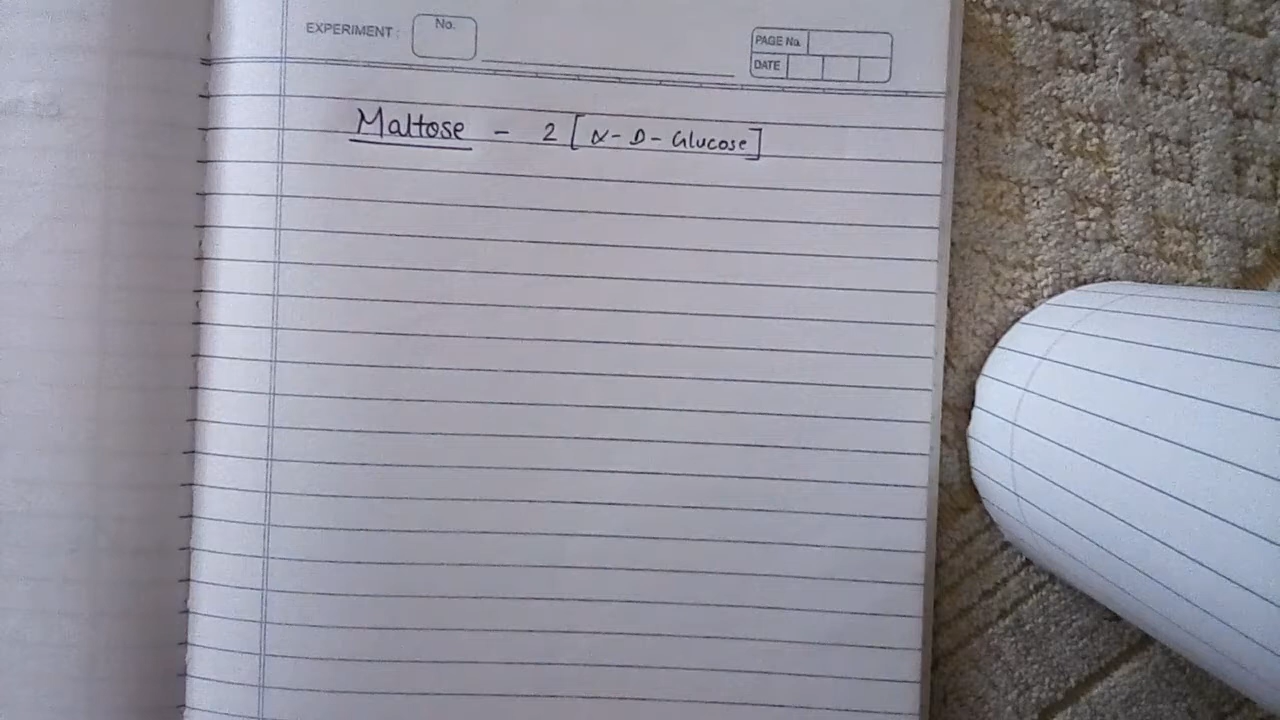 EXPERIMENT : No.
PAGE No.
DATE
Maltose - 2 [α-D-Glucose]